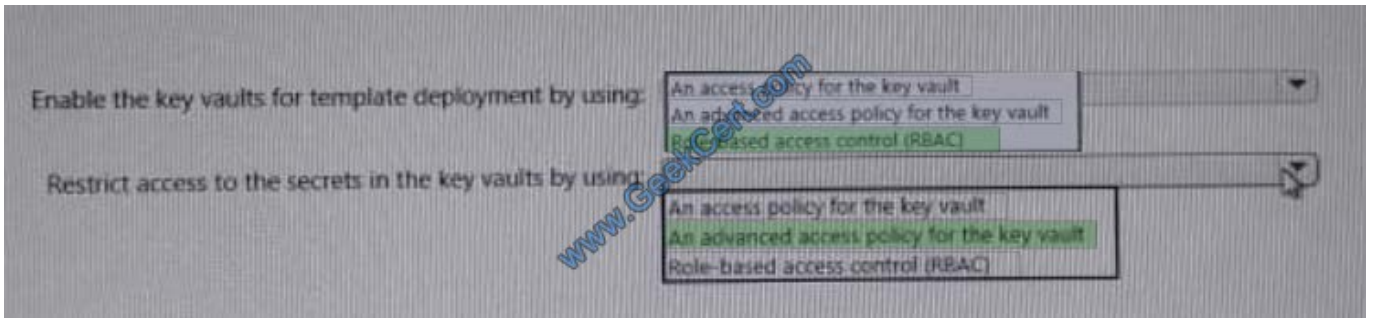 Enable the key vaults for template deployment by using:
An access policy for the key vault
An advanced access policy for the key vault
Role-based access control (RBAC)
Restrict access to the secrets in the key vaults by using:
An access policy for the key vault
An advanced access policy for the key vault
Role-based access control (RBAC)
www.GeekCert.com